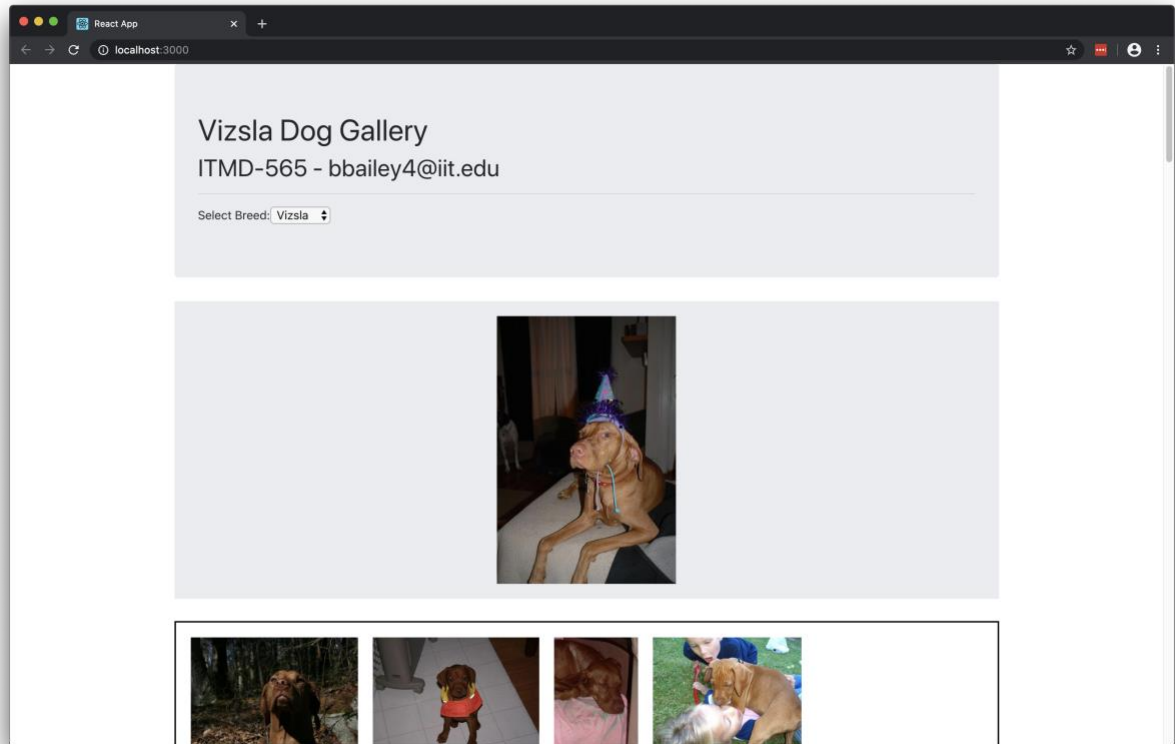 React App
localhost:3000
Vizsla Dog Gallery
ITMD-565 - bbailey4@iit.edu
Select Breed: Vizsla